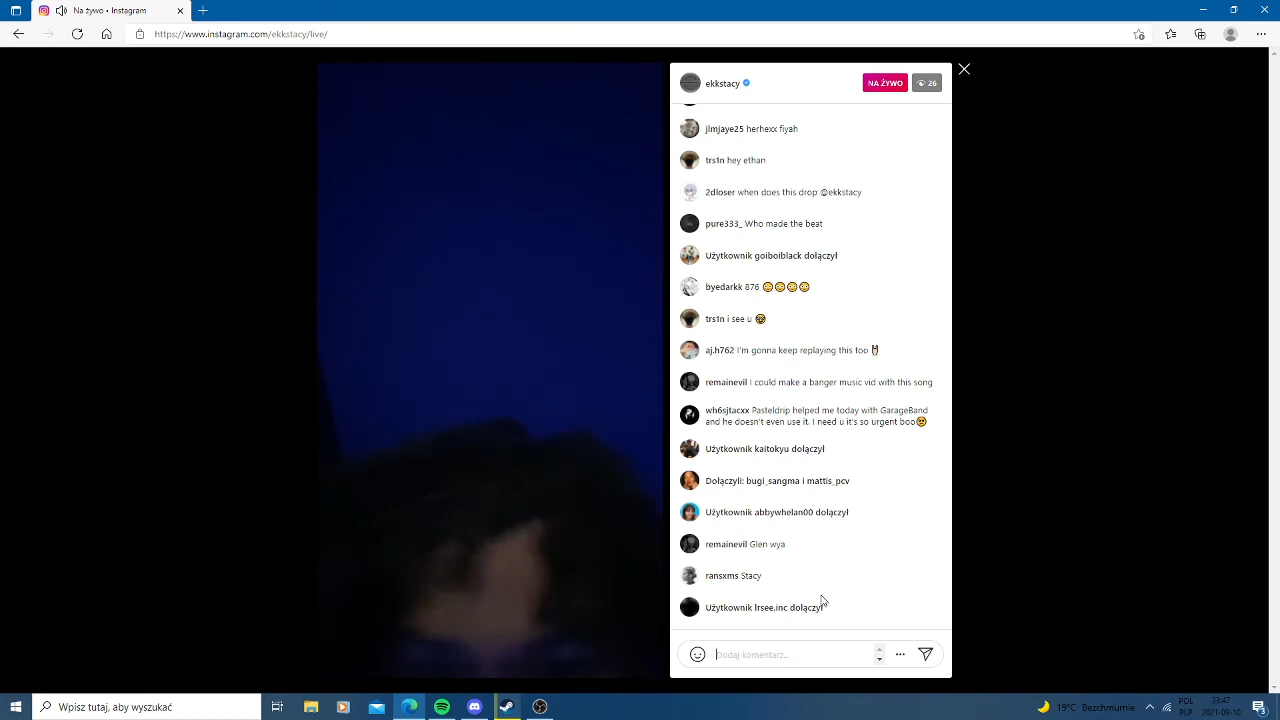 Na żywo • Instagram
https://www.instagram.com/ekkstacy/live/
ekkstacy
NA ŻYWO
26
jlmjaye25 herhexx fiyah
trs1n hey ethan
2dloser when does this drop @ekkstacy
pure333_ Who made the beat
Użytkownik goiboiblack dołączył
byedarkk 876 😳😳😳😳
trs1n i see u 🤓
aj.h762 I'm gonna keep replaying this too
remainevil I could make a banger music vid with this song
wh6sjtacxx Pasteldrip helped me today with GarageBand
and he doesn't even use it. I need u it's so urgent boo🥺
Użytkownik kaitokyu dołączył
Dołączyli: bugi_sangma i mattis_pcv
Użytkownik abbywhelan00 dołączył
remainevil Glen wya
ransxms Stacy
Użytkownik lrsee.inc dołączył
Dodaj komentarz...
Wpisz tutaj, aby wyszukać
19°C Bezchmurnie
POL
PLP
23:47
2021-09-10
3